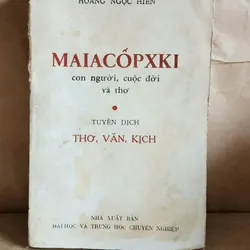 HOÀNG NGỌC HIẾN
MAIACỐPXKI
con người, cuộc đời
và thơ
TUYỂN DỊCH
THƠ, VĂN, KỊCH
NHÀ XUẤT BẢN
ĐẠI HỌC VÀ TRUNG HỌC CHUYÊN NGHIỆP